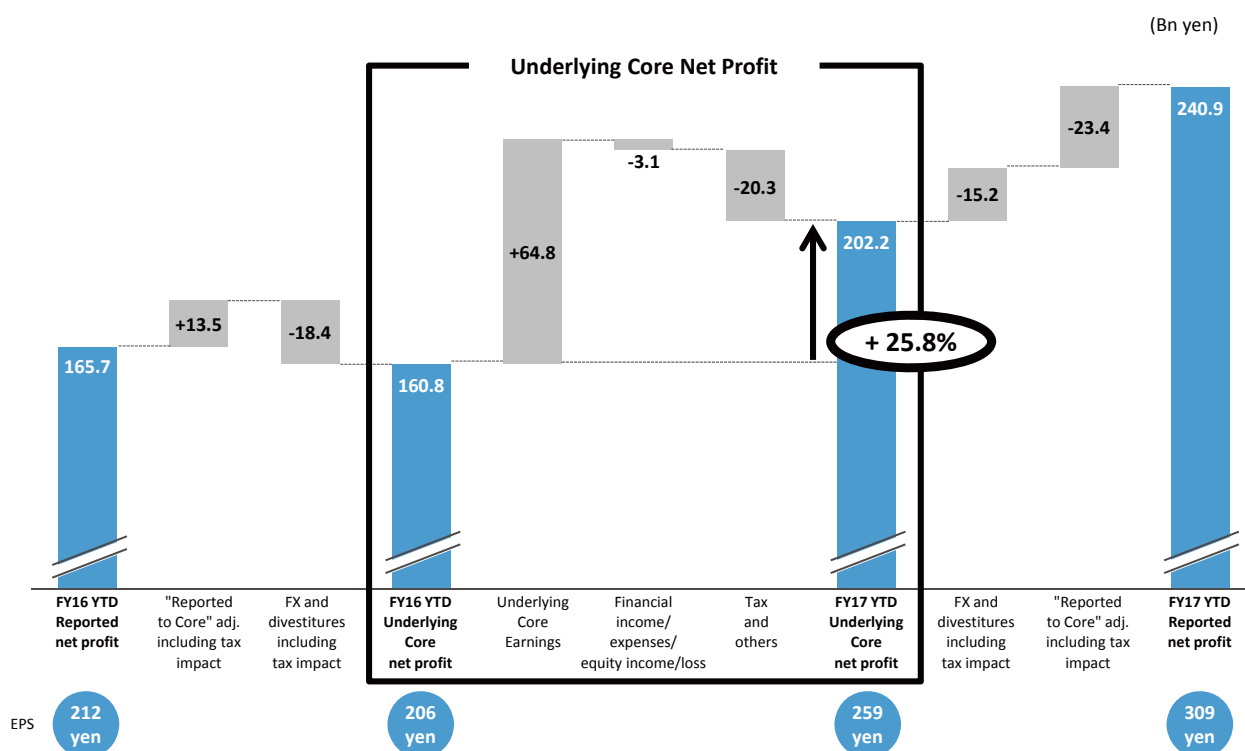 (Bn yen)
Underlying Core Net Profit
165.7
+13.5
-18.4
160.8
+64.8
-3.1
-20.3
202.2
+ 25.8%
-15.2
-23.4
240.9
FY16 YTD
Reported
net profit
"Reported
to Core" adj.
including tax
impact
FX and
divestitures
including
tax impact
FY16 YTD
Underlying
Core
net profit
Underlying
Core
Earnings
Financial
income/
expenses/
equity income/loss
Tax
and
others
FY17 YTD
Underlying
Core
net profit
FX and
divestitures
including
tax impact
"Reported
to Core" adj.
including tax
impact
FY17 YTD
Reported
net profit
EPS
212
yen
206
yen
259
yen
309
yen